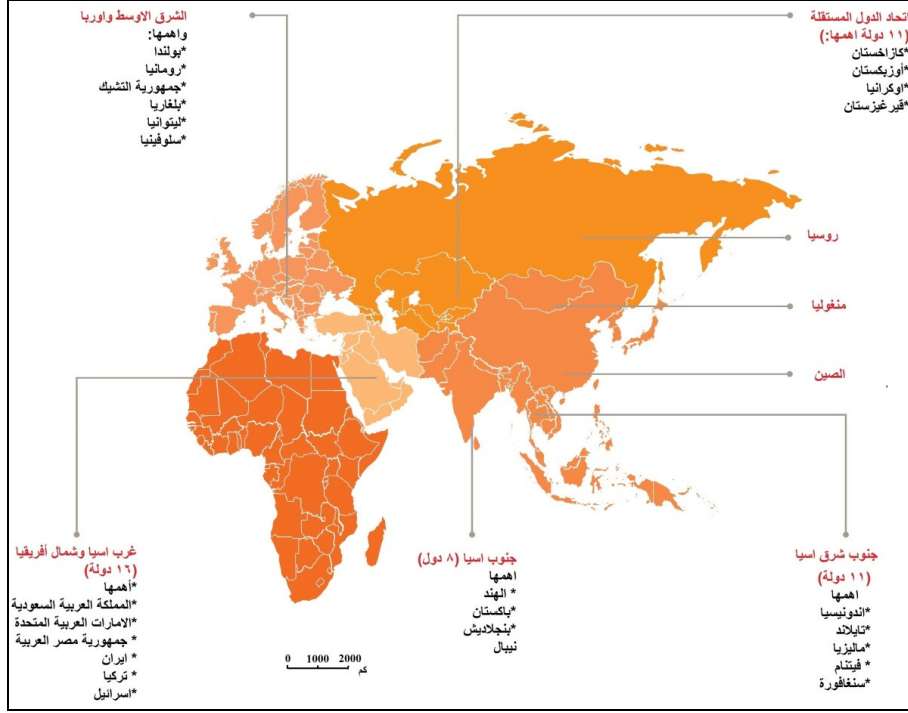 اتحاد الدول المستقلة
(١١ دولة اهمها:)
*كازاخستان
*أوزبكستان
*اوكرانيا
*قيرغيزستان
الشرق الاوسط واوربا
واهمها:
*بولندا
*رومانيا
*جمهورية التشيك
*بلغاريا
*ليتوانيا
*سلوفينيا
روسيا
منغوليا
الصين
جنوب شرق اسيا
(١١ دولة)
اهمها
*اندونيسيا
*تايلاند
*ماليزيا
* فيتنام
*سنغافورة
جنوب اسيا (٨ دول)
اهمها
* الهند
*باكستان
*بنجلاديش
نيبال
غرب اسيا وشمال أفريقيا
(١٦ دولة)
*أهمها
*المملكة العربية السعودية
*الامارات العربية المتحدة
* جمهورية مصر العربية
* ايران
* تركيا
*اسرائيل
0 1000 2000
كم